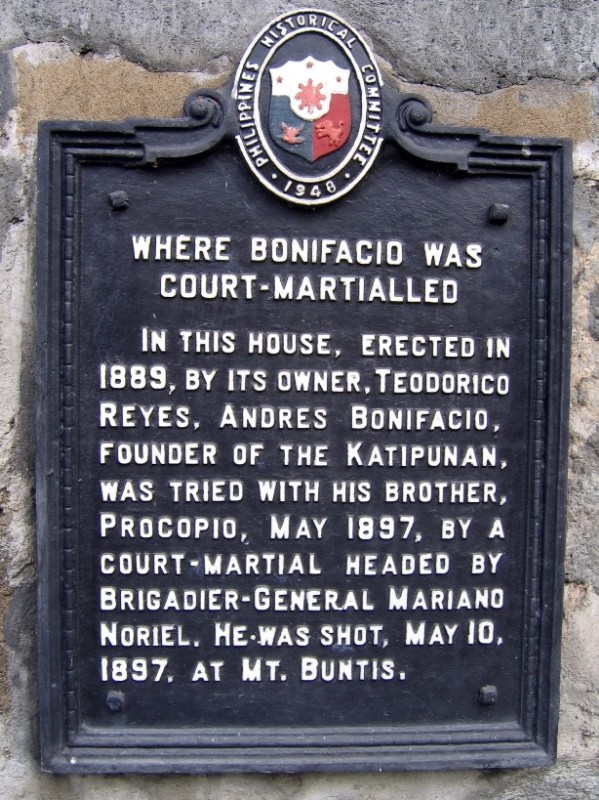 PHILIPPINES HISTORICAL COMMITTEE
• 1948 •
WHERE BONIFACIO WAS
COURT-MARTIALLED
IN THIS HOUSE, ERECTED IN
1889, BY ITS OWNER, TEODORICO
REYES, ANDRES BONIFACIO,
FOUNDER OF THE KATIPUNAN,
WAS TRIED WITH HIS BROTHER,
PROCOPIO, MAY 1897, BY A
COURT-MARTIAL HEADED BY
BRIGADIER-GENERAL MARIANO
NORIEL. HE·WAS SHOT, MAY 10,
1897, AT MT. BUNTIS.